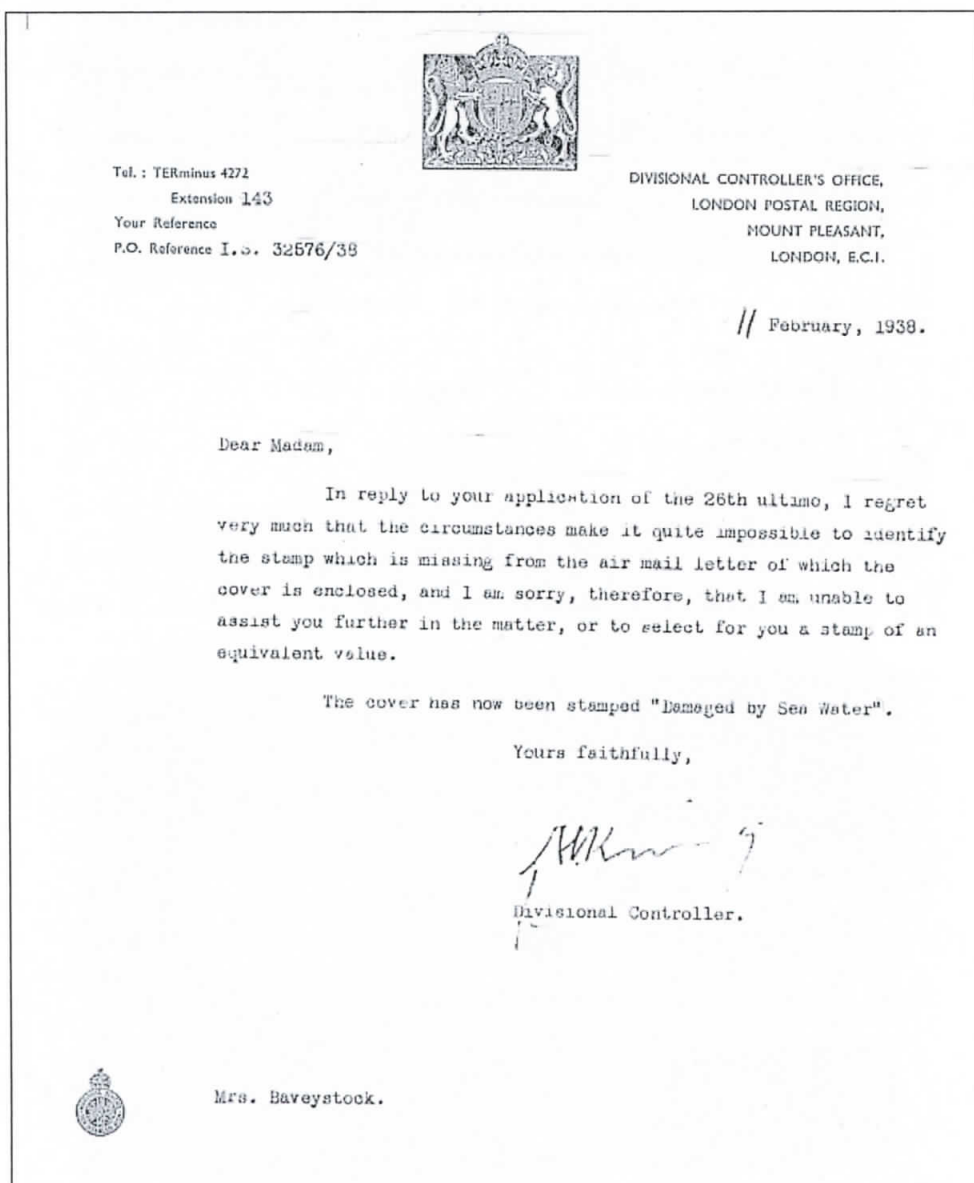 Tel. : TERminus 4272
Extension 143
Your Reference
P.O. Reference I.S. 32576/38
DIVISIONAL CONTROLLER'S OFFICE,
LONDON POSTAL REGION,
MOUNT PLEASANT,
LONDON, E.C.1.
11 February, 1938.
Dear Madam,
In reply to your application of the 26th ultimo, I regret
very much that the circumstances make it quite impossible to identify
the stamp which is missing from the air mail letter of which the
cover is enclosed, and I am sorry, therefore, that I am unable to
assist you further in the matter, or to select for you a stamp of an
equivalent value.
The cover has now been stamped "Damaged by Sea Water".
Yours faithfully,
Divisional Controller.
Mrs. Baveystock.